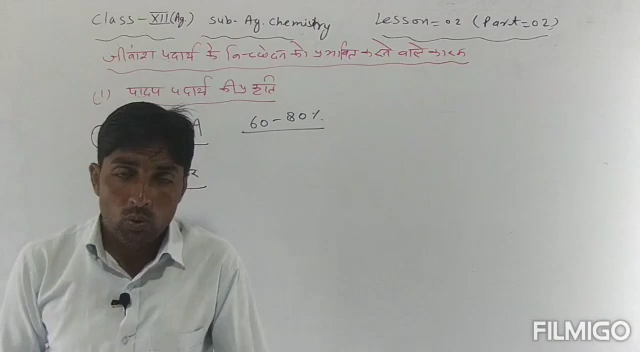 Class-XII(Ag.) Sub- Ag. Chemistry Lesson=02 (Part=02)
जीवांश पदार्थ के विच्छेदन को प्रभावित करने वाले कारक
(1) पादप पदार्थ की प्रकृति
A 60-80%
FILMIGO